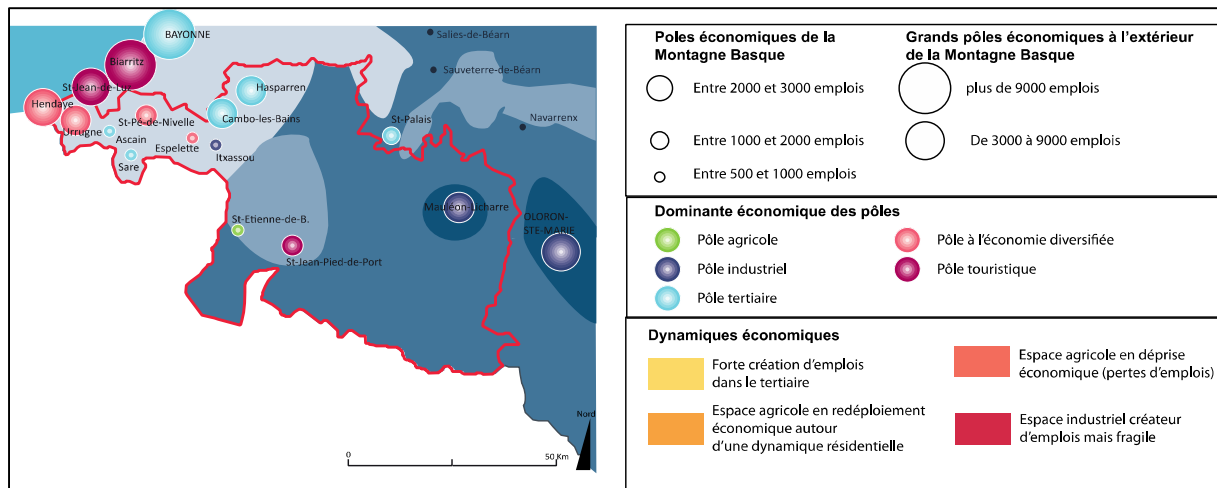 BAYONNE
Salies-de-Béarn
Biarritz
Sauveterre-de-Béarn
St-Jean-de-Luz
Hasparren
Hendaye
St-Pé-de-Nivelle
Cambo-les-Bains
St-Palais
Navarrenx
Urrugne
Ascain
Espelette
Itxassou
Sare
Mauléon-Licharre
St-Etienne-de-B.
OLORON-
STE-MARIE
St-Jean-Pied-de-Port
Nord
0
50 Km
Poles économiques de la
Montagne Basque
Entre 2000 et 3000 emplois
Entre 1000 et 2000 emplois
Entre 500 et 1000 emplois
Grands pôles économiques à l'extérieur
de la Montagne Basque
plus de 9000 emplois
De 3000 à 9000 emplois
Dominante économique des pôles
Pôle agricole
Pôle industriel
Pôle tertiaire
Pôle à l'économie diversifiée
Pôle touristique
Dynamiques économiques
Forte création d'emplois
dans le tertiaire
Espace agricole en redéploiement
économique autour
d'une dynamique résidentielle
Espace agricole en déprise
économique (pertes d'emplois)
Espace industriel créateur
d'emplois mais fragile